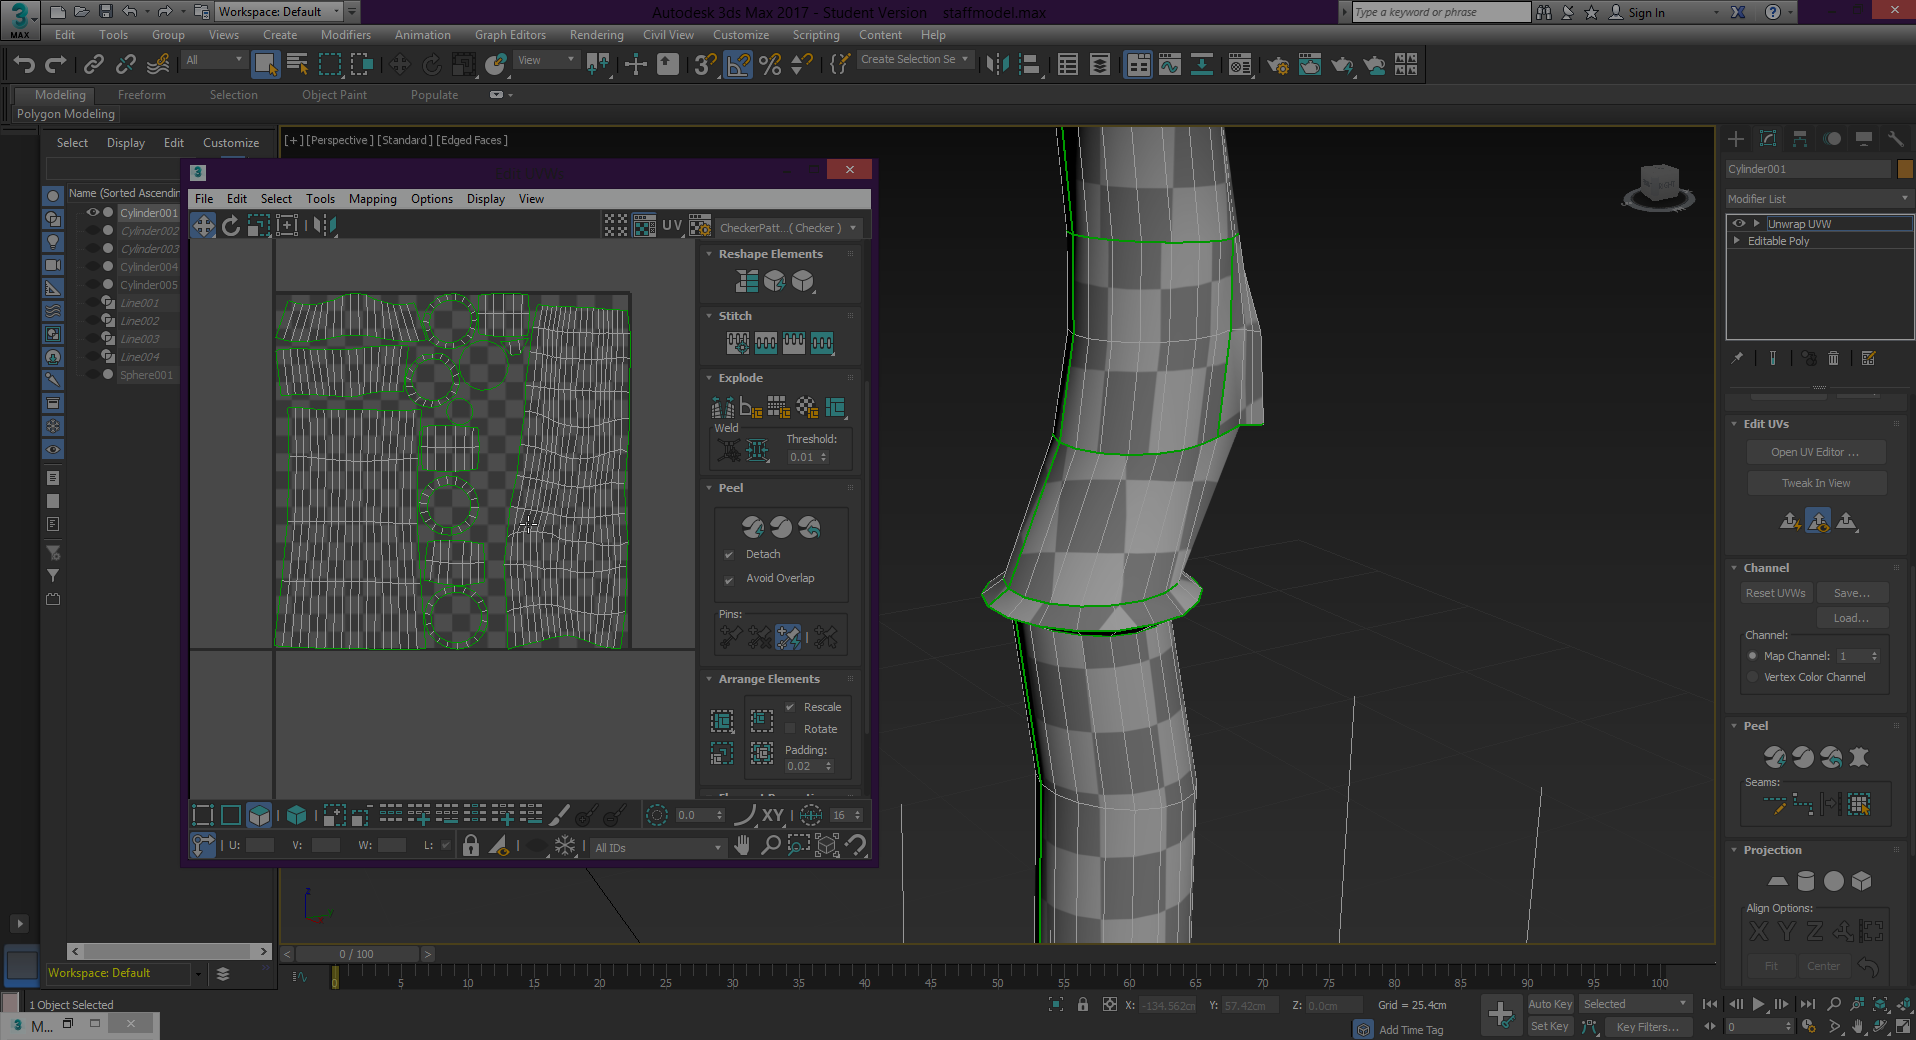 Workspace: Default
Autodesk 3ds Max 2017 - Student Version    staffmodel.max
Type a keyword or phrase
Sign In
MAX
Edit Tools Group Views Create Modifiers Animation Graph Editors Rendering Civil View Customize Scripting Content Help
All
View
Create Selection Se
Modeling Freeform Selection Object Paint Populate
Polygon Modeling
Select Display Edit Customize
[+] [Perspective ] [Standard ] [Edged Faces ]
Name (Sorted Ascendin
Cylinder001
Cylinder002
Cylinder003
Cylinder004
Cylinder005
Line001
Line002
Line003
Line004
Sphere001
File Edit Select Tools Mapping Options Display View
UV
CheckerPatt...( Checker )
Reshape Elements
Stitch
Explode
Weld
Threshold:
0.01
Peel
Detach
Avoid Overlap
Pins:
Arrange Elements
Rescale
Rotate
Padding:
0.02
0.0
XY
16
U:
V:
W:
L:
All IDs
Cylinder001
Modifier List
Unwrap UVW
Editable Poly
Edit UVs
Open UV Editor ...
Tweak In View
Channel
Reset UVWs
Save...
Load...
Channel:
Map Channel: 1
Vertex Color Channel
Peel
Seams:
Projection
Align Options:
X Y Z
Fit
Center
0 / 100
Workspace: Default
0 5 10 15 20 25 30 35 40 45 50 55 60 65 70 75 80 85 90 95 100
1 Object Selected
X: -134.562cm
Y: 57.42cm
Z: 0.0cm
Grid = 25.4cm
Add Time Tag
Auto Key
Selected
Set Key
Key Filters...
0
M...